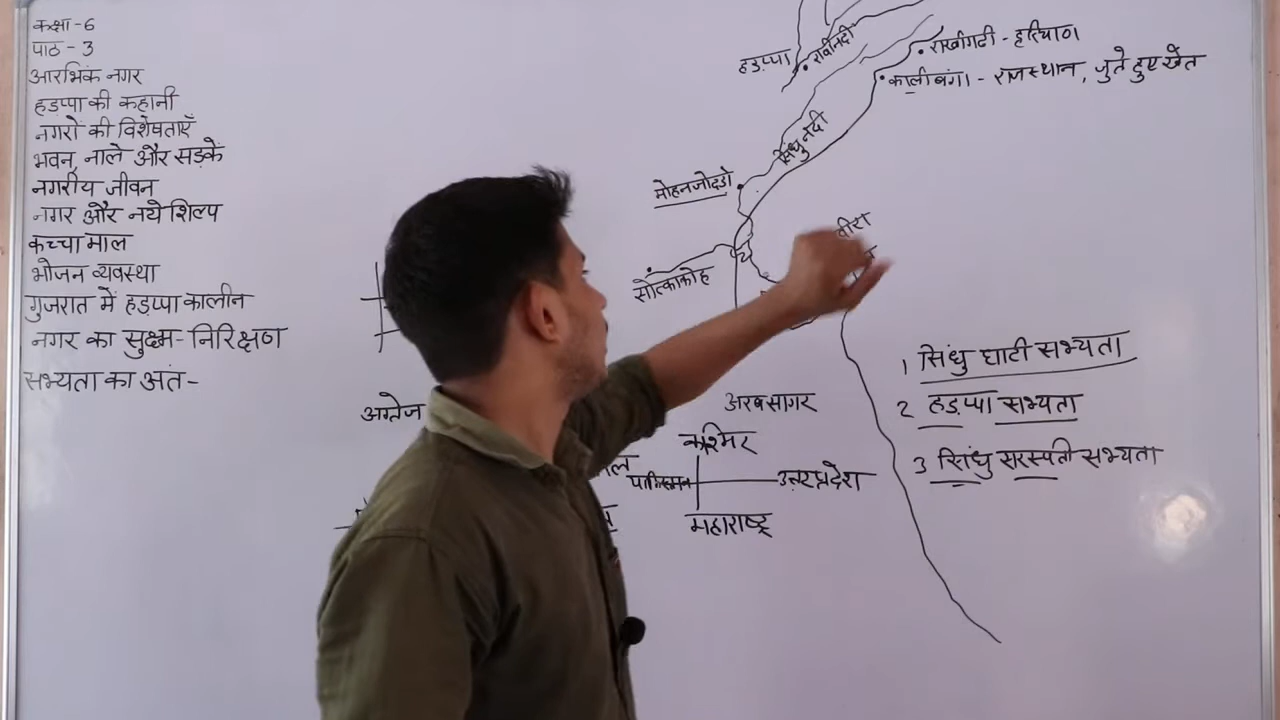 कक्षा-6
पाठ-3
आरभिंक नगर
हड़प्पा की कहानी
नगरों की विशेषताएँ
भवन, नाले और सड़कें
नगरीय जीवन
नगर और नये शिल्प
कच्चा माल
भोजन व्यवस्था
गुजरात में हड़प्पा कालीन
नगर का सुक्ष्म-निरिक्षण
सभ्यता का अंत-
हड़प्पा
रावी नदी
राखीगढी - हरियाणा
कालीबंगा - राजस्थान, जुते हुए खेत
सिंधु नदी
मोहनजोदडो
सोत्काकोह
अरबसागर
कश्मिर
उत्तरप्रदेश
महाराष्ट्र
1 सिंधु घाटी सभ्यता
2 हड़प्पा सभ्यता
3 सिंधु सरस्वती सभ्यता